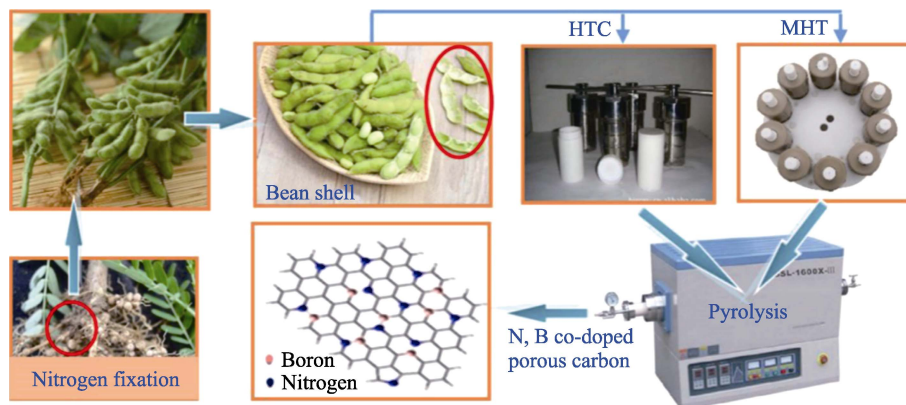 HTC
MHT
Bean shell
Nitrogen fixation
Boron
Nitrogen
N, B co-doped
porous carbon
Pyrolysis